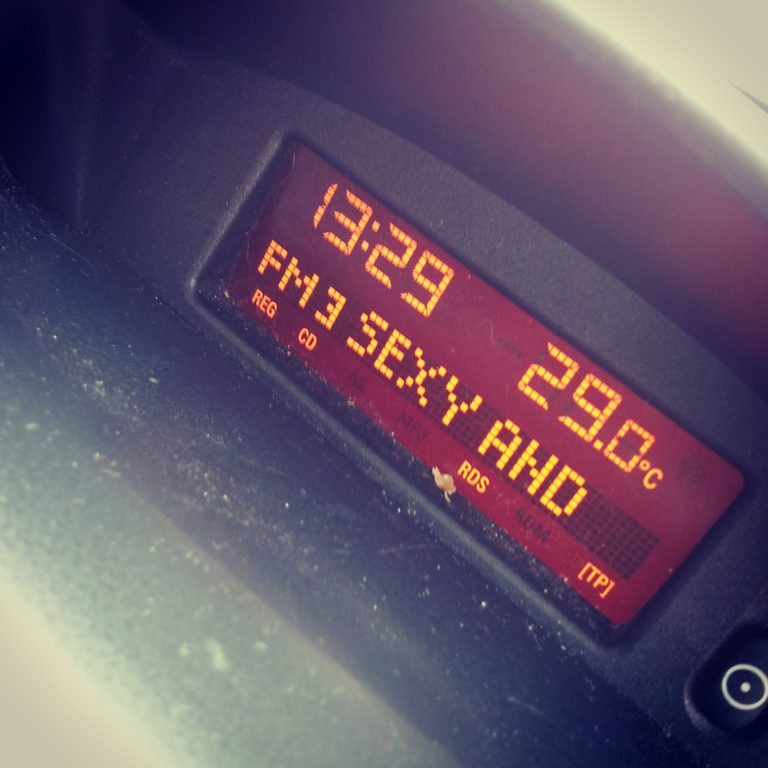 13:29 29.0°C
FM3 SEXY AND
REG CD RDS [TP]